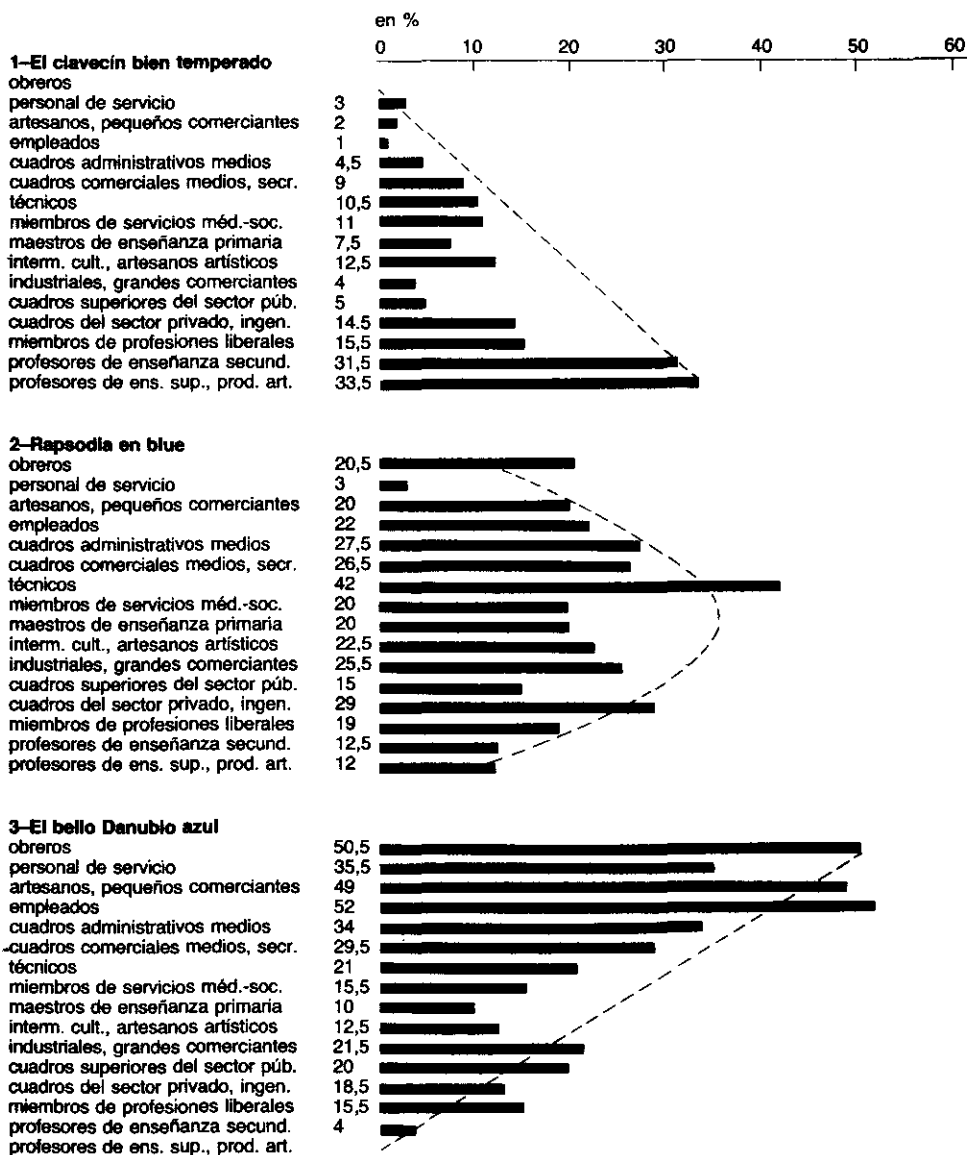 en %
0 10 20 30 40 50 60
1–El clavecín bien temperado
obreros
personal de servicio 3
artesanos, pequeños comerciantes 2
empleados 1
cuadros administrativos medios 4,5
cuadros comerciales medios, secr. 9
técnicos 10,5
miembros de servicios méd.-soc. 11
maestros de enseñanza primaria 7,5
interm. cult., artesanos artísticos 12,5
industriales, grandes comerciantes 4
cuadros superiores del sector púb. 5
cuadros del sector privado, ingen. 14.5
miembros de profesiones liberales 15,5
profesores de enseñanza secund. 31,5
profesores de ens. sup., prod. art. 33,5
2–Rapsodia en blue
obreros 20,5
personal de servicio 3
artesanos, pequeños comerciantes 20
empleados 22
cuadros administrativos medios 27,5
cuadros comerciales medios, secr. 26,5
técnicos 42
miembros de servicios méd.-soc. 20
maestros de enseñanza primaria 20
interm. cult., artesanos artísticos 22,5
industriales, grandes comerciantes 25,5
cuadros superiores del sector púb. 15
cuadros del sector privado, ingen. 29
miembros de profesiones liberales 19
profesores de enseñanza secund. 12,5
profesores de ens. sup., prod. art. 12
3–El bello Danubio azul
obreros 50,5
personal de servicio 35,5
artesanos, pequeños comerciantes 49
empleados 52
cuadros administrativos medios 34
cuadros comerciales medios, secr. 29,5
técnicos 21
miembros de servicios méd.-soc. 15,5
maestros de enseñanza primaria 10
interm. cult., artesanos artísticos 12,5
industriales, grandes comerciantes 21,5
cuadros superiores del sector púb. 20
cuadros del sector privado, ingen. 18,5
miembros de profesiones liberales 15,5
profesores de enseñanza secund. 4
profesores de ens. sup., prod. art.